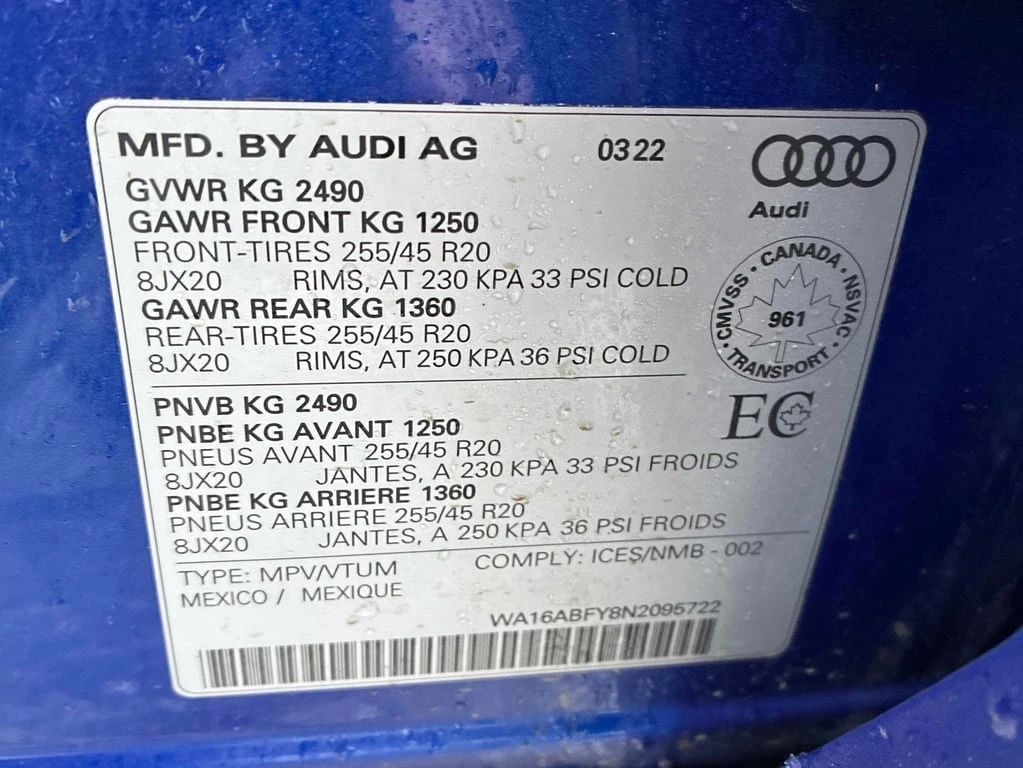 MFD. BY AUDI AG 0322
GVWR KG 2490
GAWR FRONT KG 1250
FRONT-TIRES 255/45 R20
8JX20 RIMS, AT 230 KPA 33 PSI COLD
GAWR REAR KG 1360
REAR-TIRES 255/45 R20
8JX20 RIMS, AT 250 KPA 36 PSI COLD
Audi
CMVSS · CANADA · NSVAC · TRANSPORT ·
961
EC
PNVB KG 2490
PNBE KG AVANT 1250
PNEUS AVANT 255/45 R20
8JX20 JANTES, A 230 KPA 33 PSI FROIDS
PNBE KG ARRIERE 1360
PNEUS ARRIERE 255/45 R20
8JX20 JANTES, A 250 KPA 36 PSI FROIDS
TYPE: MPV/VTUM COMPLY: ICES/NMB - 002
MEXICO / MEXIQUE
WA16ABFY8N2095722